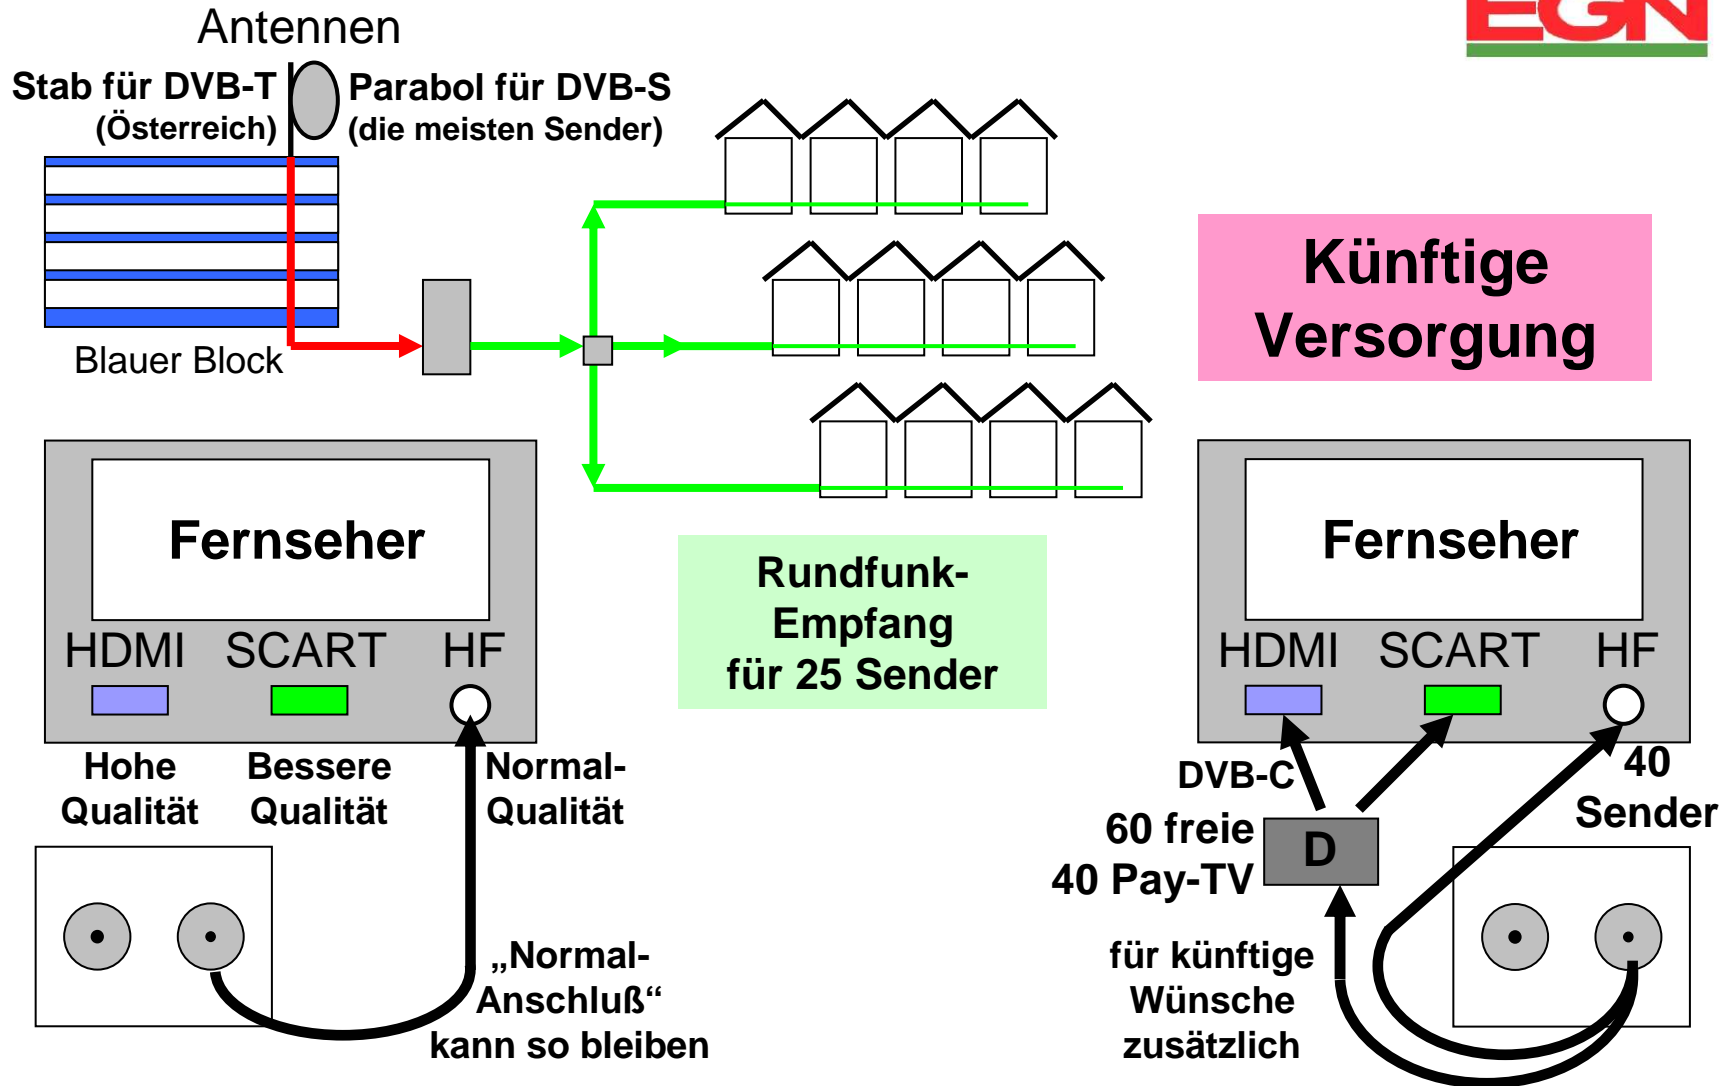 EGN
Antennen
Stab für DVB-T
(Österreich)
Parabol für DVB-S
(die meisten Sender)
Blauer Block
Künftige
Versorgung
Fernseher
HDMI SCART HF
Hohe
Qualität
Bessere
Qualität
Normal-
Qualität
„Normal-
Anschluß“
kann so bleiben
Rundfunk-
Empfang
für 25 Sender
Fernseher
HDMI SCART HF
DVB-C
40
Sender
60 freie
40 Pay-TV
D
für künftige
Wünsche
zusätzlich